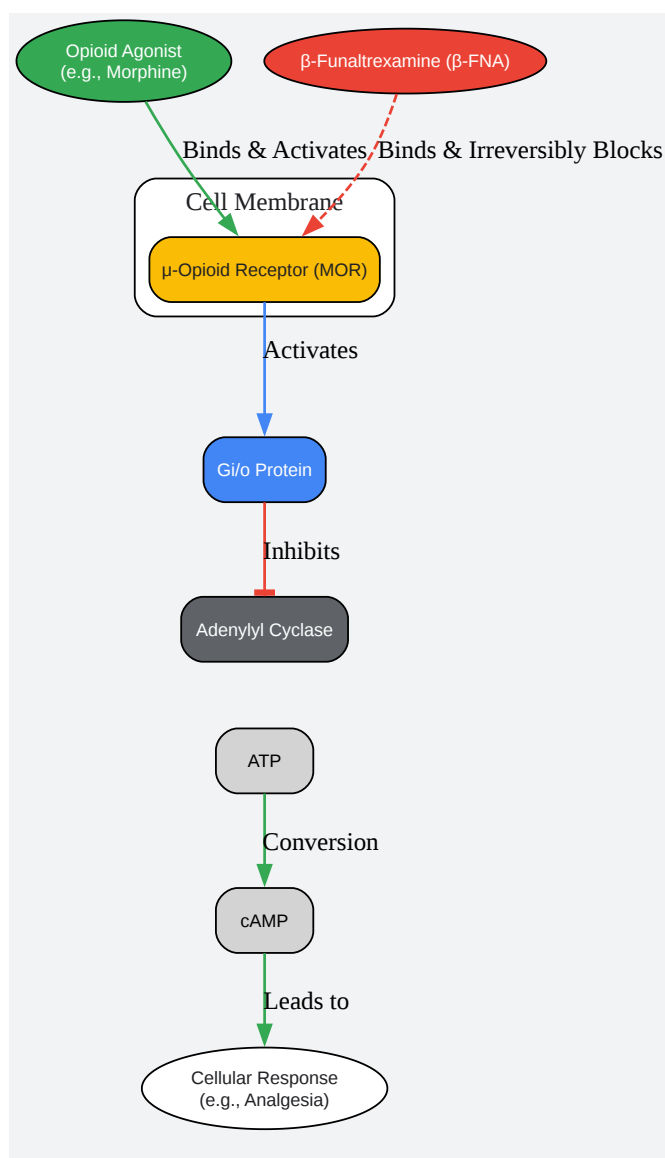 Opioid Agonist
(e.g., Morphine)
β-Funaltrexamine (β-FNA)
Binds & Activates
Binds & Irreversibly Blocks
Cell Membrane
μ-Opioid Receptor (MOR)
Activates
Gi/o Protein
Inhibits
Adenylyl Cyclase
ATP
Conversion
cAMP
Leads to
Cellular Response
(e.g., Analgesia)